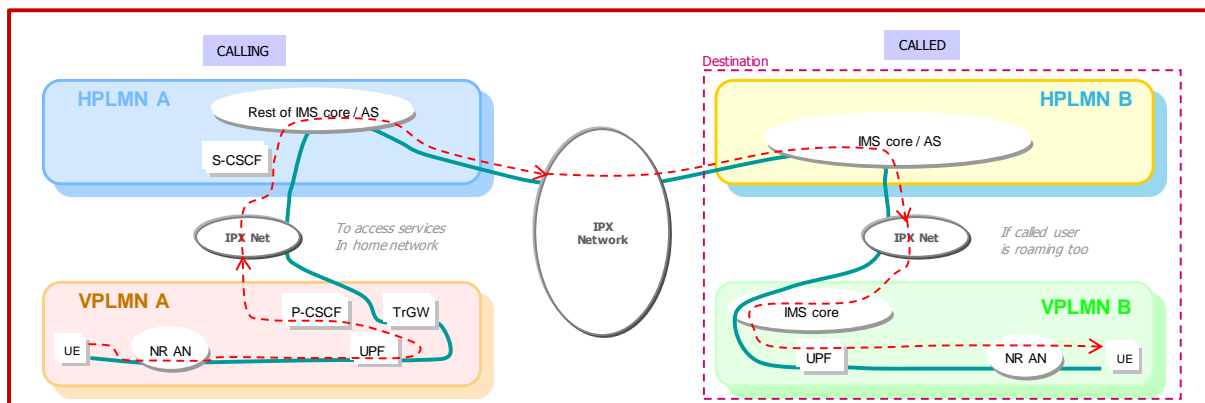 CALLING
CALLED
Destination
HPLMN A
HPLMN B
Rest of IMS core / AS
IMS core / AS
S-CSCF
IPX Net
To access services
In home network
IPX
Network
IPX Net
If called user
is roaming too
VPLMN A
VPLMN B
P-CSCF
TrGW
IMS core
UE
NR AN
UPF
UPF
NR AN
UE